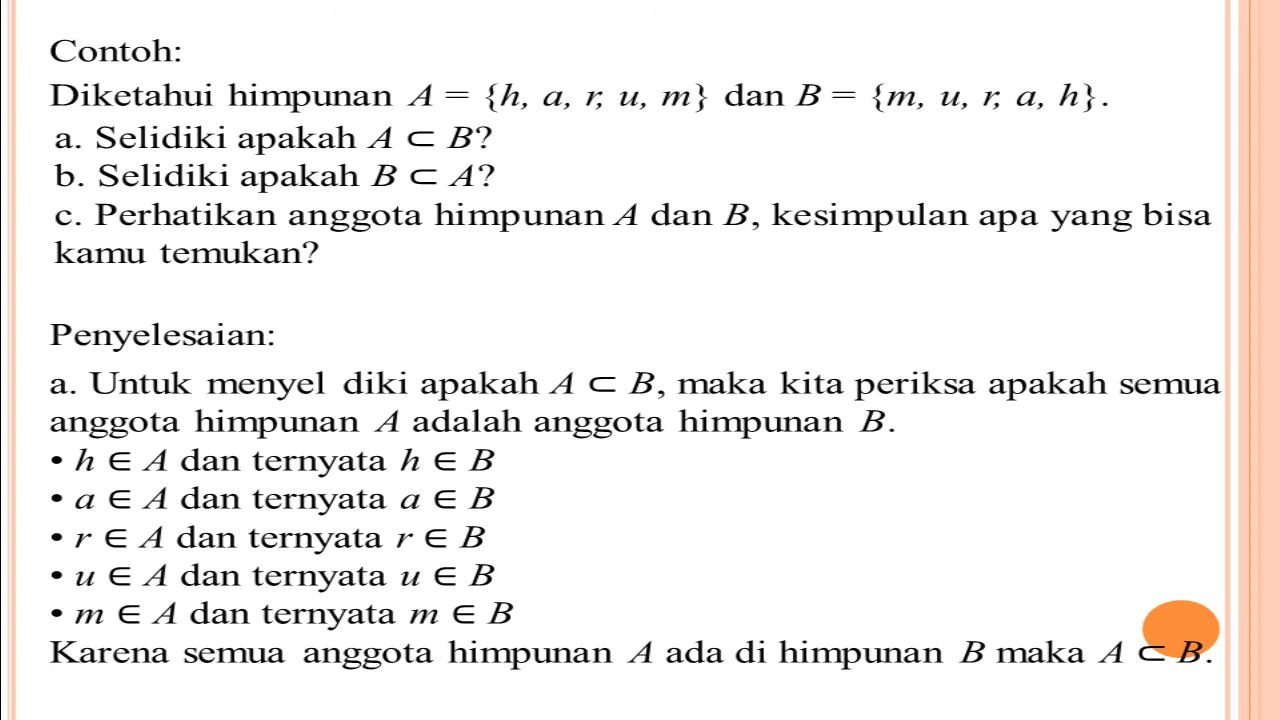 Contoh:
Diketahui himpunan A = {h, a, r, u, m} dan B = {m, u, r, a, h}.
a. Selidiki apakah A ⊂ B?
b. Selidiki apakah B ⊂ A?
c. Perhatikan anggota himpunan A dan B, kesimpulan apa yang bisa
kamu temukan?
Penyelesaian:
a. Untuk menyel diki apakah A ⊂ B, maka kita periksa apakah semua
anggota himpunan A adalah anggota himpunan B.
• h ∈ A dan ternyata h ∈ B
• a ∈ A dan ternyata a ∈ B
• r ∈ A dan ternyata r ∈ B
• u ∈ A dan ternyata u ∈ B
• m ∈ A dan ternyata m ∈ B
Karena semua anggota himpunan A ada di himpunan B maka A ⊂ B.